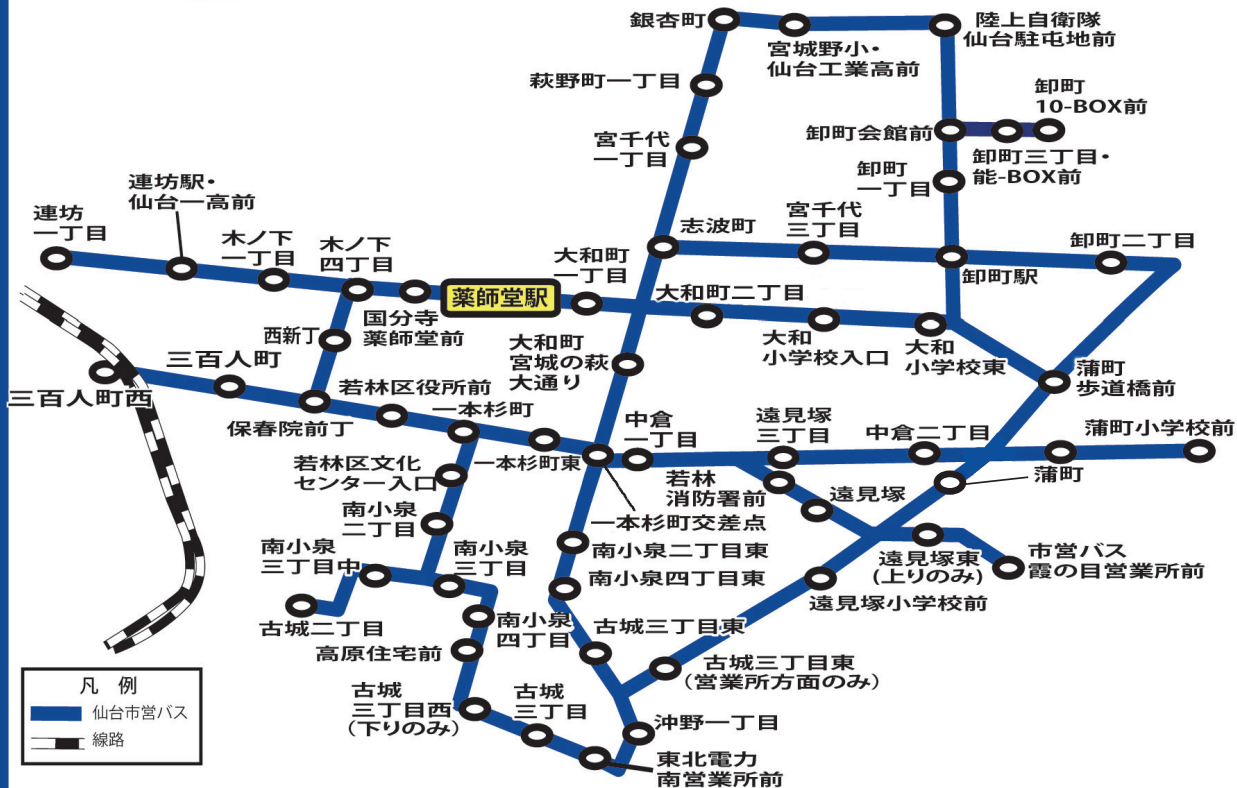 銀杏町
宮城野小・
仙台工業高前
陸上自衛隊
仙台駐屯地前
萩野町一丁目
卸町
10-BOX前
卸町会館前
宮千代
一丁目
卸町三丁目・
能-BOX前
卸町
一丁目
連坊駅・
仙台一高前
連坊
一丁目
木ノ下
一丁目
木ノ下
四丁目
大和町
一丁目
志波町
宮千代
三丁目
卸町駅
卸町二丁目
薬師堂駅
国分寺
薬師堂前
大和町二丁目
大和
小学校入口
大和
小学校東
西新丁
大和町
宮城の萩
大通り
蒲町
歩道橋前
三百人町
三百人町西
若林区役所前
保春院前丁
一本杉町
一本杉町東
中倉
一丁目
遠見塚
三丁目
中倉二丁目
蒲町小学校前
若林区文化
センター入口
若林
消防署前
遠見塚
蒲町
一本杉町交差点
南小泉
二丁目
南小泉
三丁目中
南小泉
三丁目
南小泉二丁目東
遠見塚東
(上りのみ)
市営バス
霞の目営業所前
南小泉四丁目東
遠見塚小学校前
古城二丁目
南小泉
四丁目
古城三丁目東
高原住宅前
古城三丁目東
(営業所方面のみ)
古城
三丁目西
(下りのみ)
古城
三丁目
沖野一丁目
東北電力
南営業所前
凡 例
仙台市営バス
線路